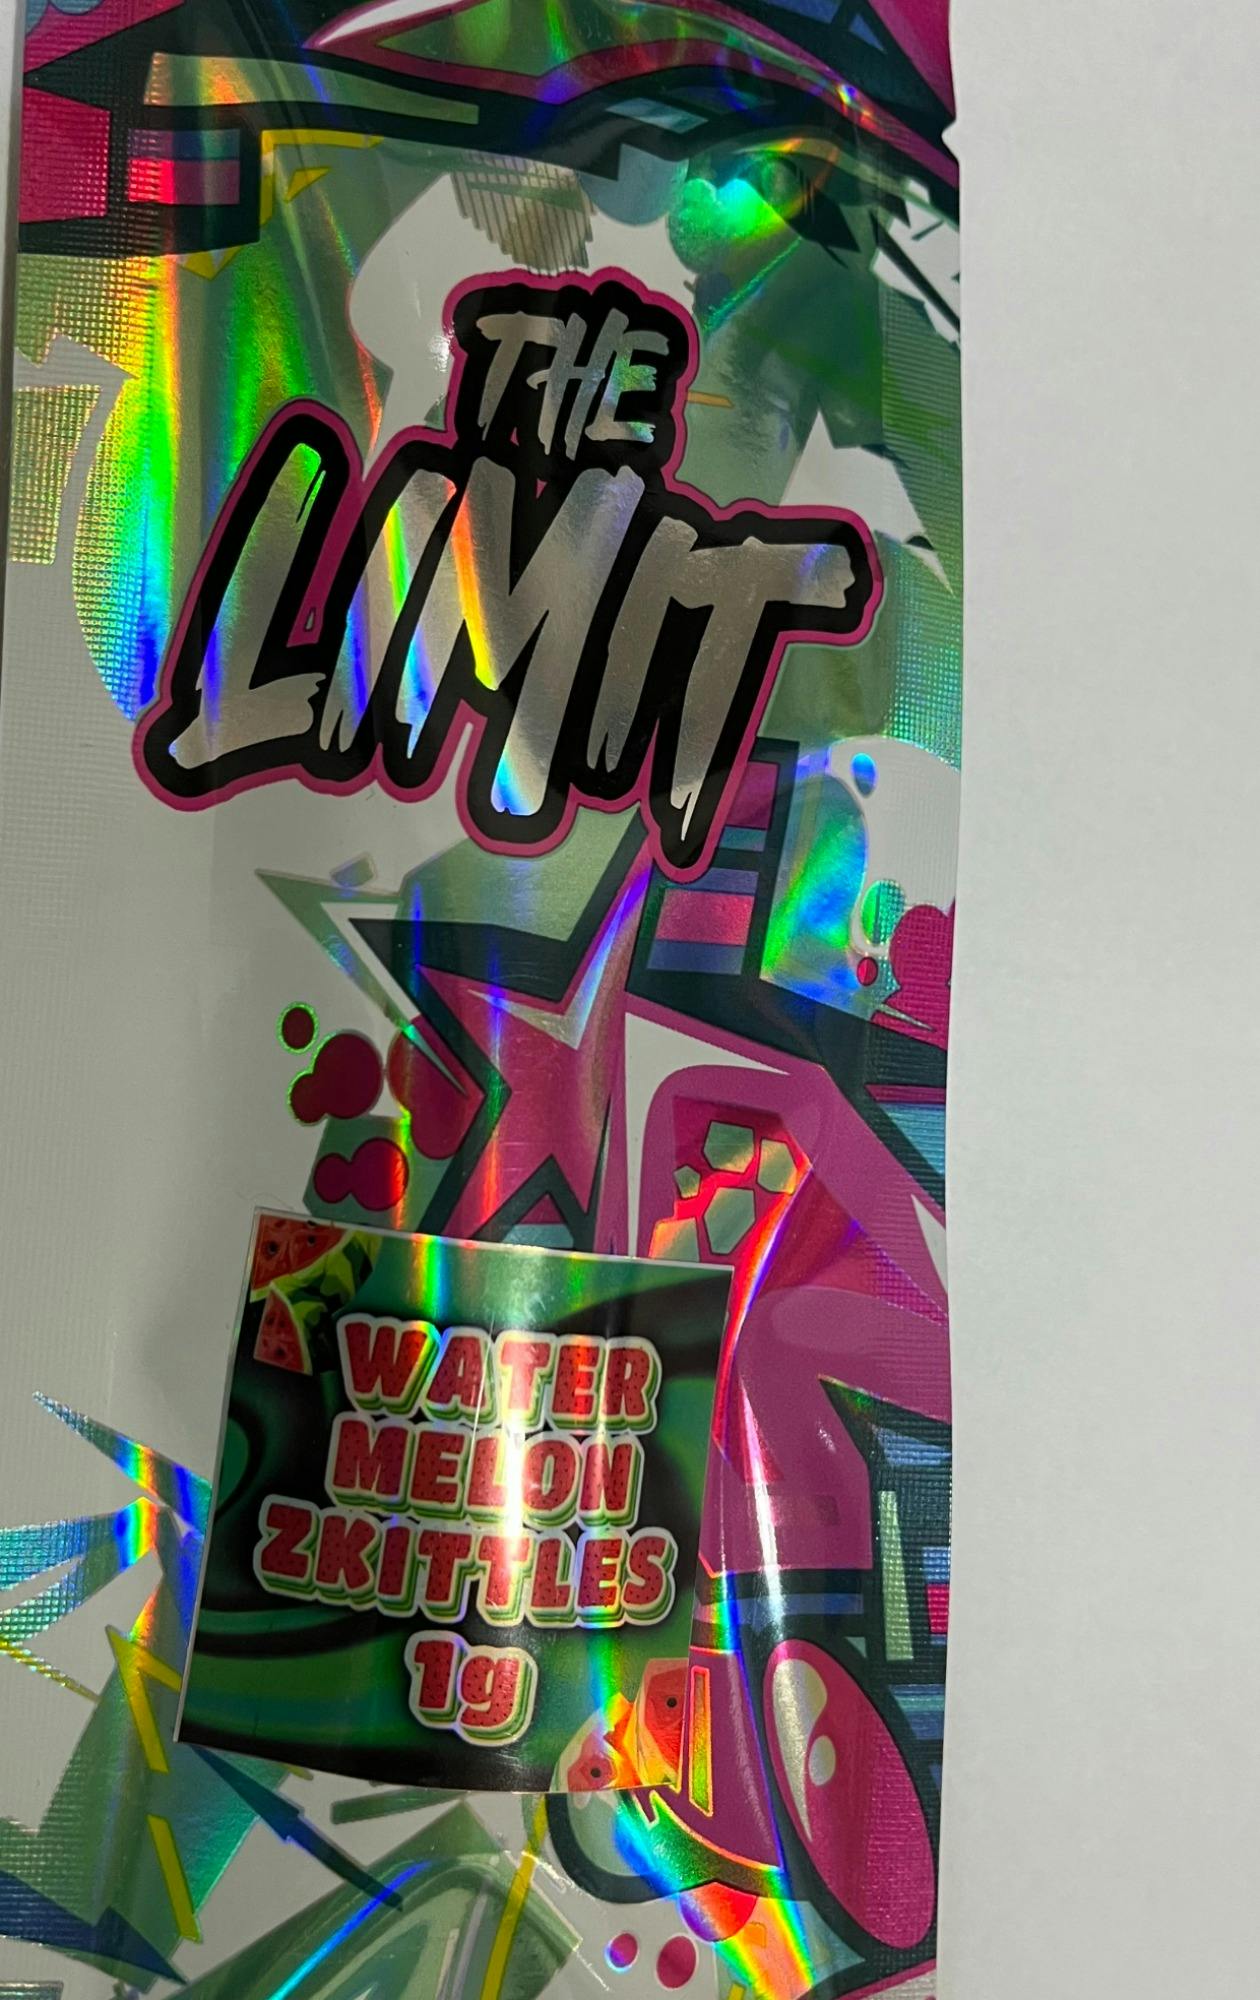 THE
LIMIT
WATER
MELON
ZKITTLES
1g